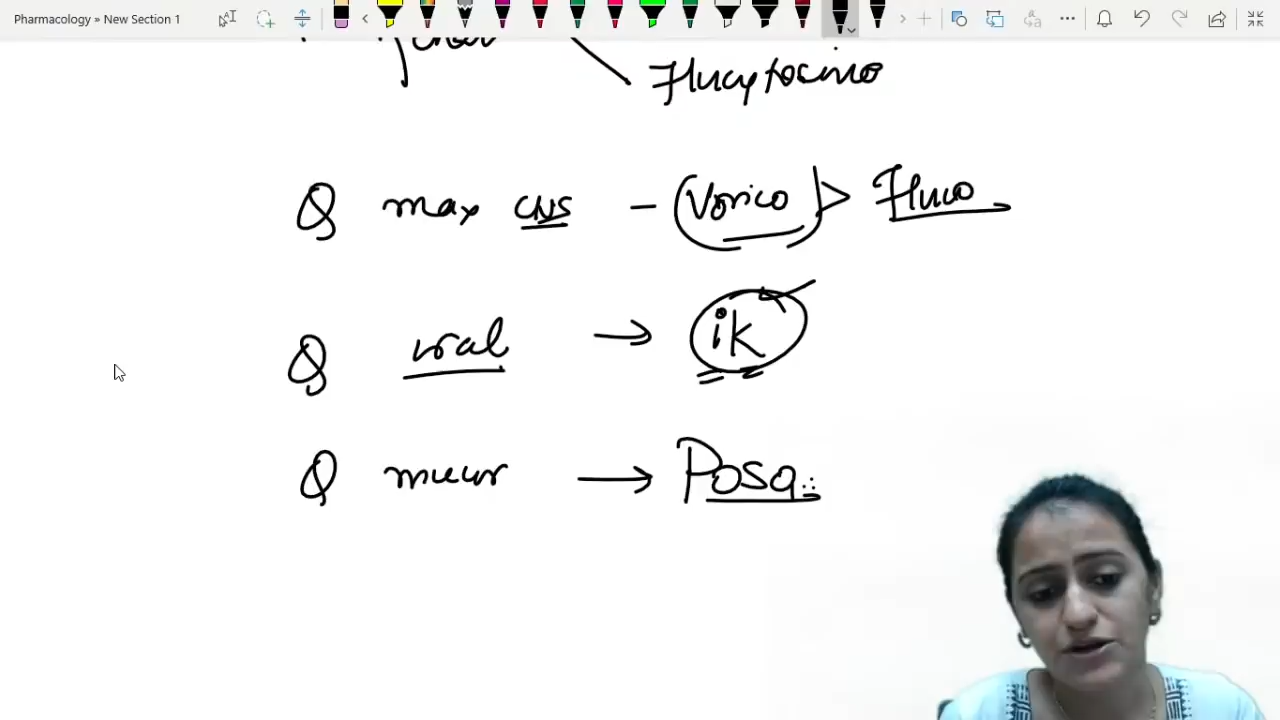 Pharmacology » New Section 1
Flucytosine
Q max CNS - (Vorico) > Fluco
Q oral → ik
Q mucor → Posa